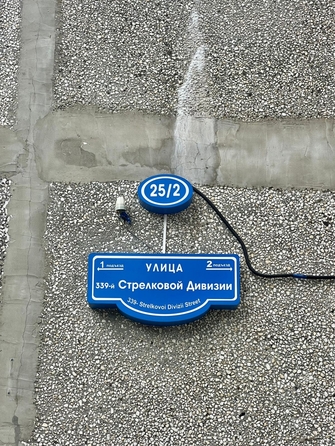 25/2
1 подъезд УЛИЦА 2 подъезд
339-й Стрелковой Дивизии
339- Strelkovoi Divizii Street